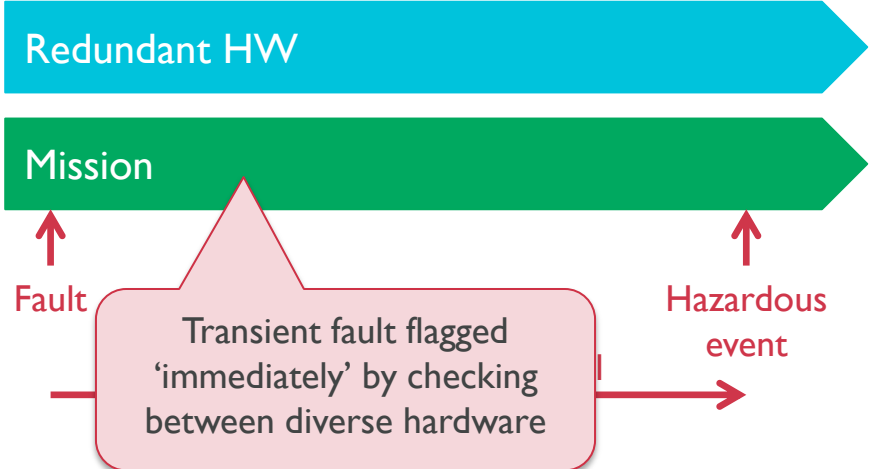 Redundant HW
Mission
Fault
Hazardous
event
Transient fault flagged
‘immediately’ by checking
between diverse hardware